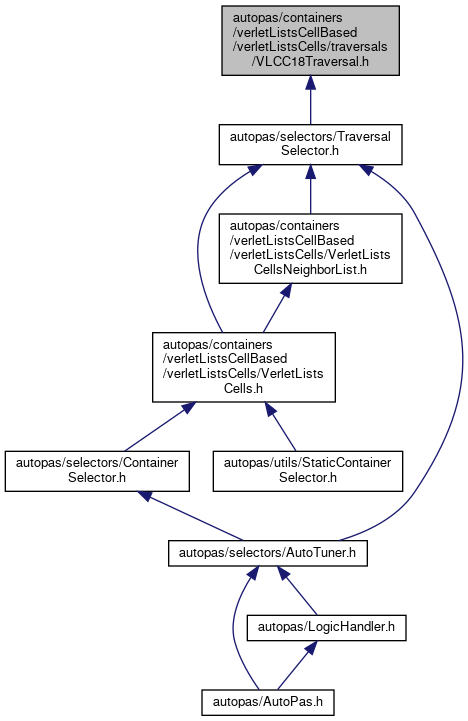 autopas/containers
/verletListsCellBased
/verletListsCells/traversals
/VLCC18Traversal.h
autopas/selectors/Traversal
Selector.h
autopas/containers
/verletListsCellBased
/verletListsCells/VerletLists
CellsNeighborList.h
autopas/containers
/verletListsCellBased
/verletListsCells/VerletLists
Cells.h
autopas/selectors/Container
Selector.h
autopas/utils/StaticContainer
Selector.h
autopas/selectors/AutoTuner.h
autopas/LogicHandler.h
autopas/AutoPas.h